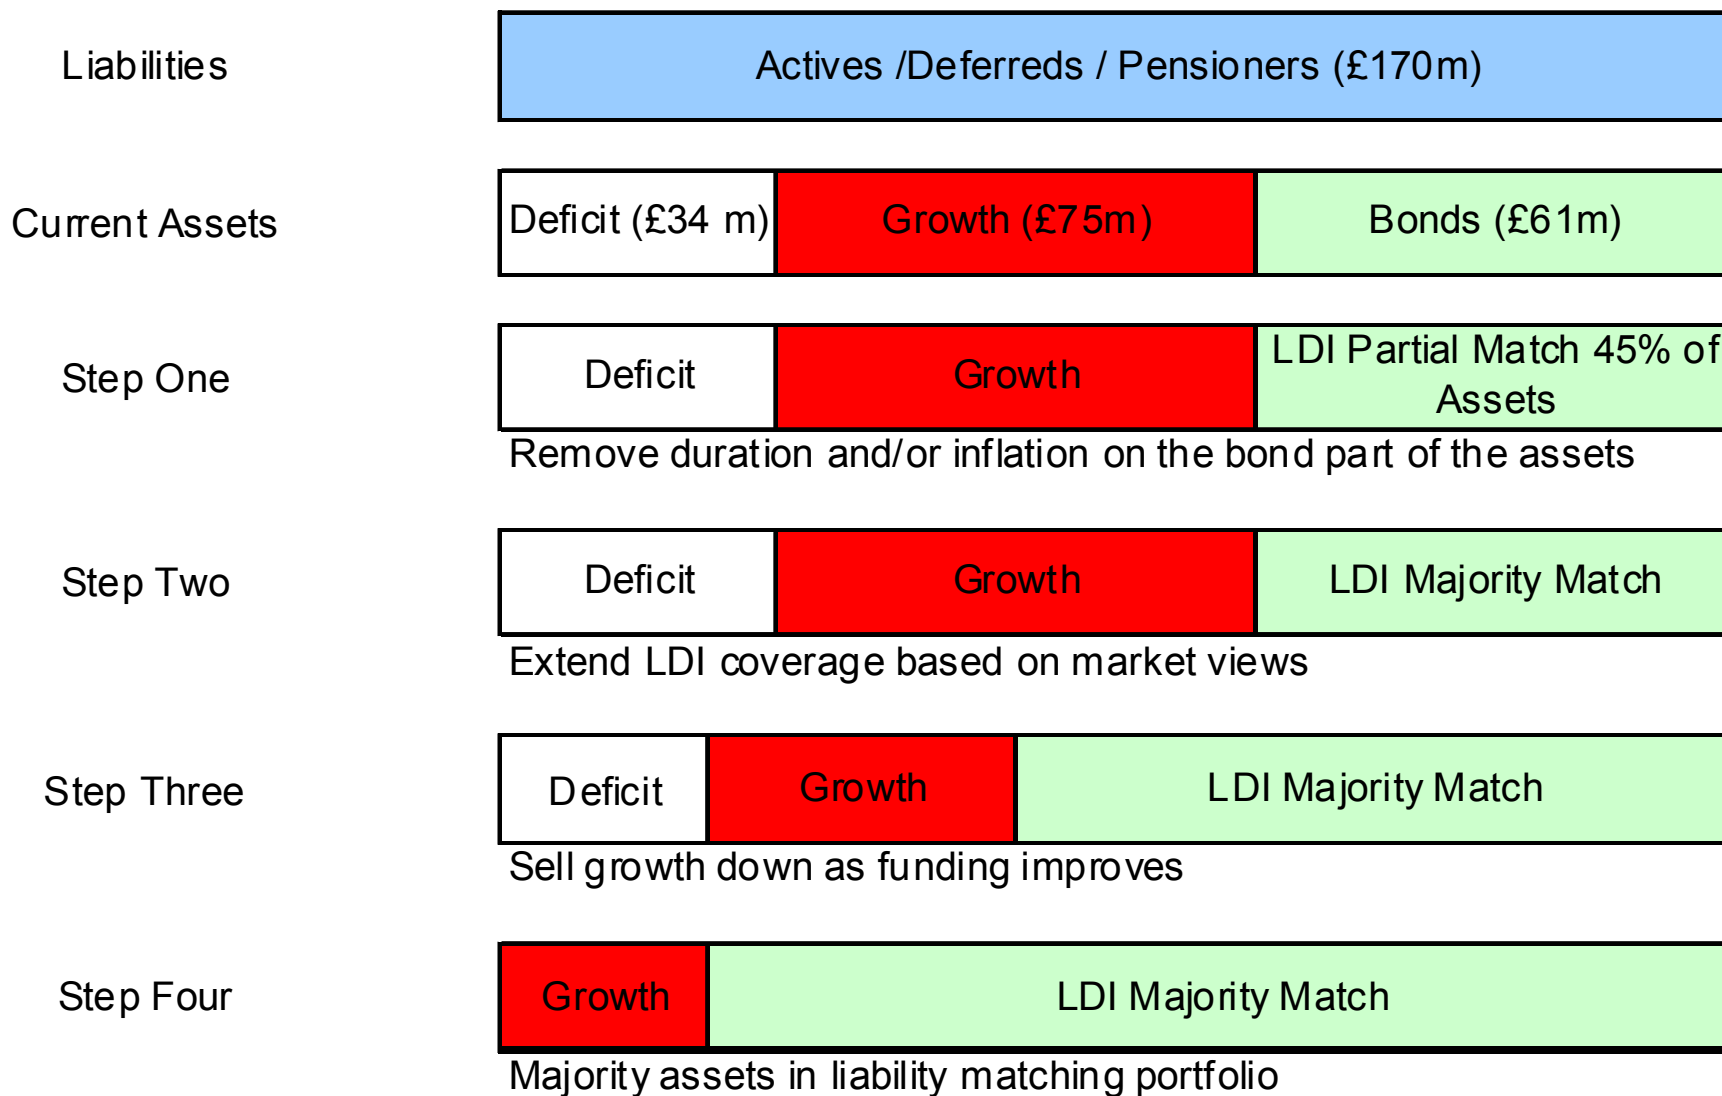 Liabilities
Actives /Deferreds / Pensioners (£170m)
Current Assets
Deficit (£34 m)
Growth (£75m)
Bonds (£61m)
Step One
Deficit
Growth
LDI Partial Match 45% of
Assets
Remove duration and/or inflation on the bond part of the assets
Step Two
Deficit
Growth
LDI Majority Match
Extend LDI coverage based on market views
Step Three
Deficit
Growth
LDI Majority Match
Sell growth down as funding improves
Step Four
Growth
LDI Majority Match
Majority assets in liability matching portfolio